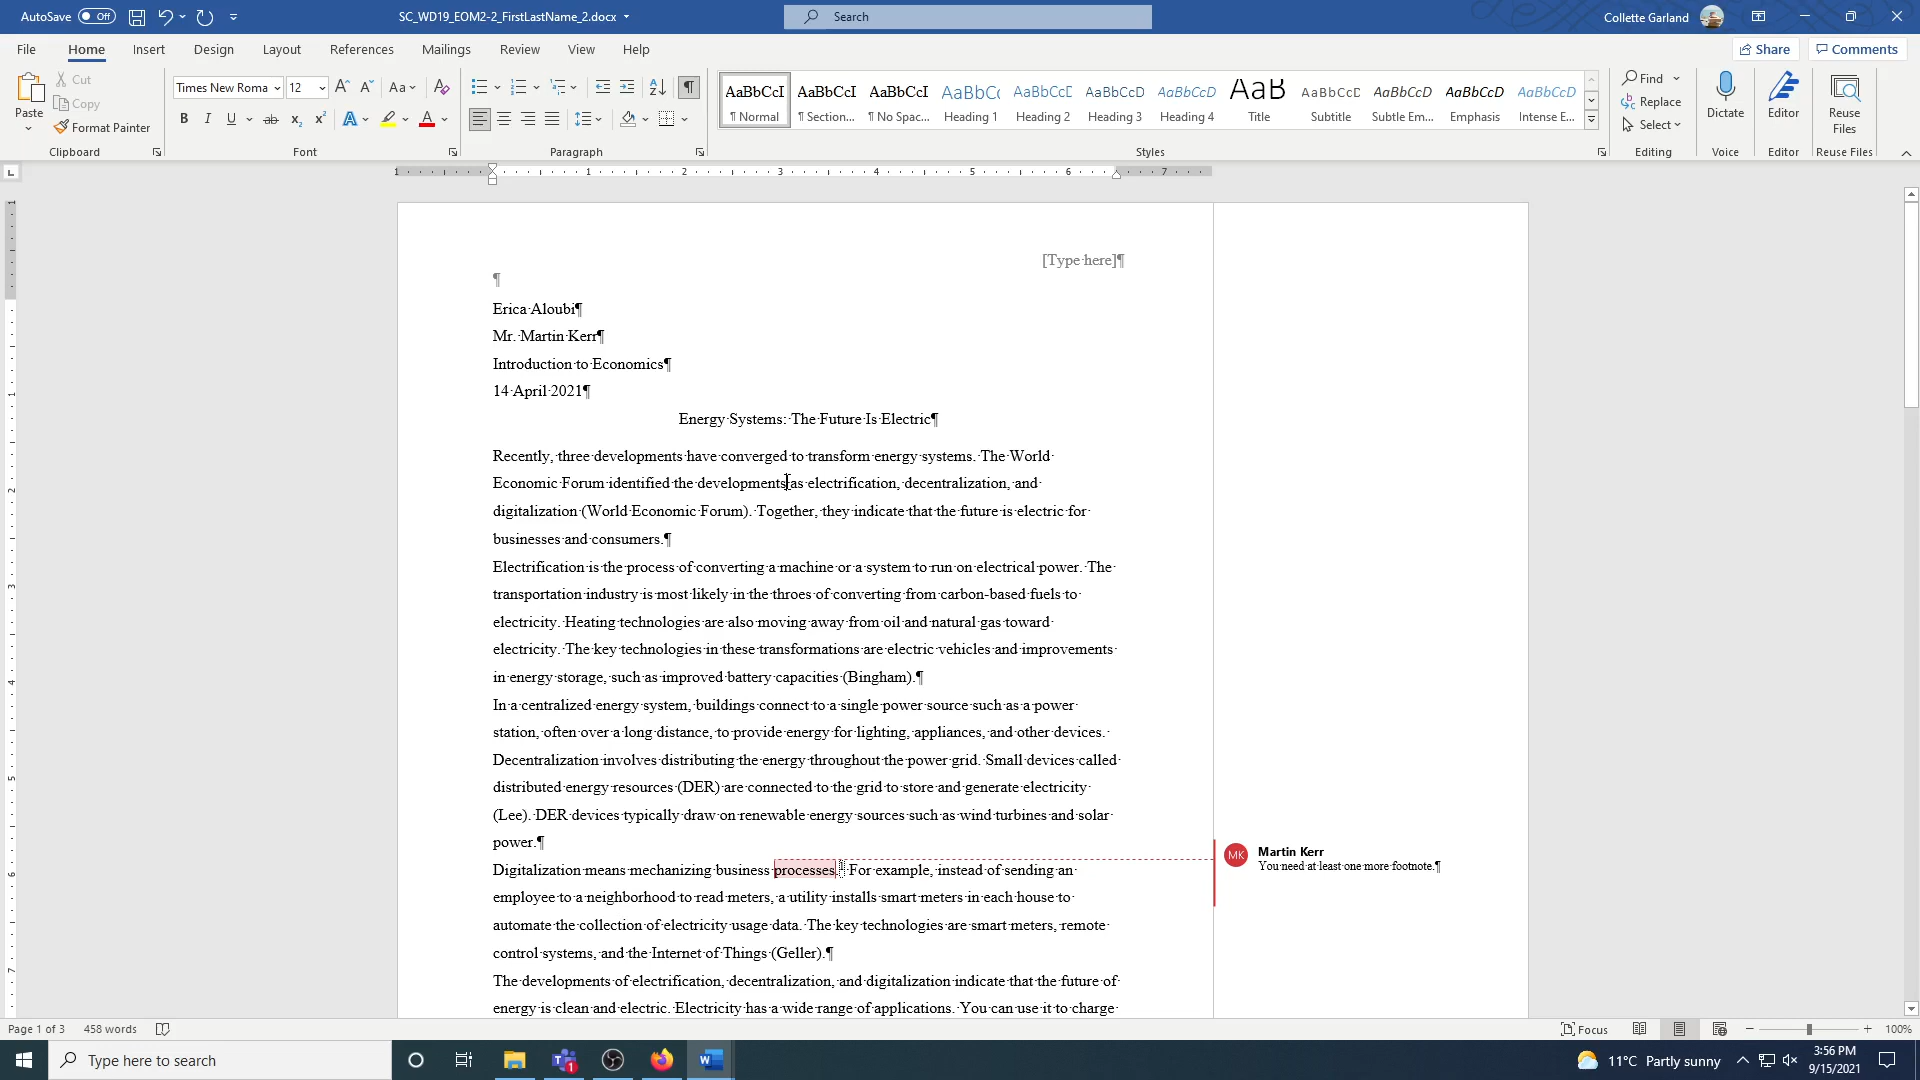 AutoSave Off
SC_WD19_EOM2-2_FirstLastName_2.docx
Search
Collette Garland
File Home Insert Design Layout References Mailings Review View Help
Share Comments
Paste
Cut
Copy
Format Painter
Clipboard
Times New Roma 12
Font
Paragraph
AaBbCcI AaBbCcI AaBbCcI AaBbC( AaBbCcE AaBbCcD AaBbCcD AaB AaBbCcD AaBbCcD AaBbCcD AaBbCcD
¶ Normal ¶ Section... ¶ No Spac... Heading 1 Heading 2 Heading 3 Heading 4 Title Subtitle Subtle Em... Emphasis Intense E...
Styles
Find
Replace
Select
Editing
Dictate
Voice
Editor
Editor
Reuse Files
Reuse Files
1 1 2 3 4 5 6 7
[Type here]¶
¶
Erica Aloubi¶
Mr. Martin Kerr¶
Introduction to Economics¶
14 April 2021¶
Energy Systems: The Future Is Electric¶
Recently, three developments have converged to transform energy systems. The World
Economic Forum identified the developments as electrification, decentralization, and
digitalization (World Economic Forum). Together, they indicate that the future is electric for
businesses and consumers.¶
Electrification is the process of converting a machine or a system to run on electrical power. The
transportation industry is most likely in the throes of converting from carbon-based fuels to
electricity. Heating technologies are also moving away from oil and natural gas toward
electricity. The key technologies in these transformations are electric vehicles and improvements
in energy storage, such as improved battery capacities (Bingham).¶
In a centralized energy system, buildings connect to a single power source such as a power
station, often over a long distance, to provide energy for lighting, appliances, and other devices.
Decentralization involves distributing the energy throughout the power grid. Small devices called
distributed energy resources (DER) are connected to the grid to store and generate electricity
(Lee). DER devices typically draw on renewable energy sources such as wind turbines and solar
power.¶
Digitalization means mechanizing business processes.1 For example, instead of sending an
employee to a neighborhood to read meters, a utility installs smart meters in each house to
automate the collection of electricity usage data. The key technologies are smart meters, remote
control systems, and the Internet of Things (Geller).¶
The developments of electrification, decentralization, and digitalization indicate that the future of
energy is clean and electric. Electricity has a wide range of applications. You can use it to charge
MK Martin Kerr
You need at least one more footnote.¶
Page 1 of 3 458 words
Focus
100%
Type here to search
11°C Partly sunny
3:56 PM
9/15/2021